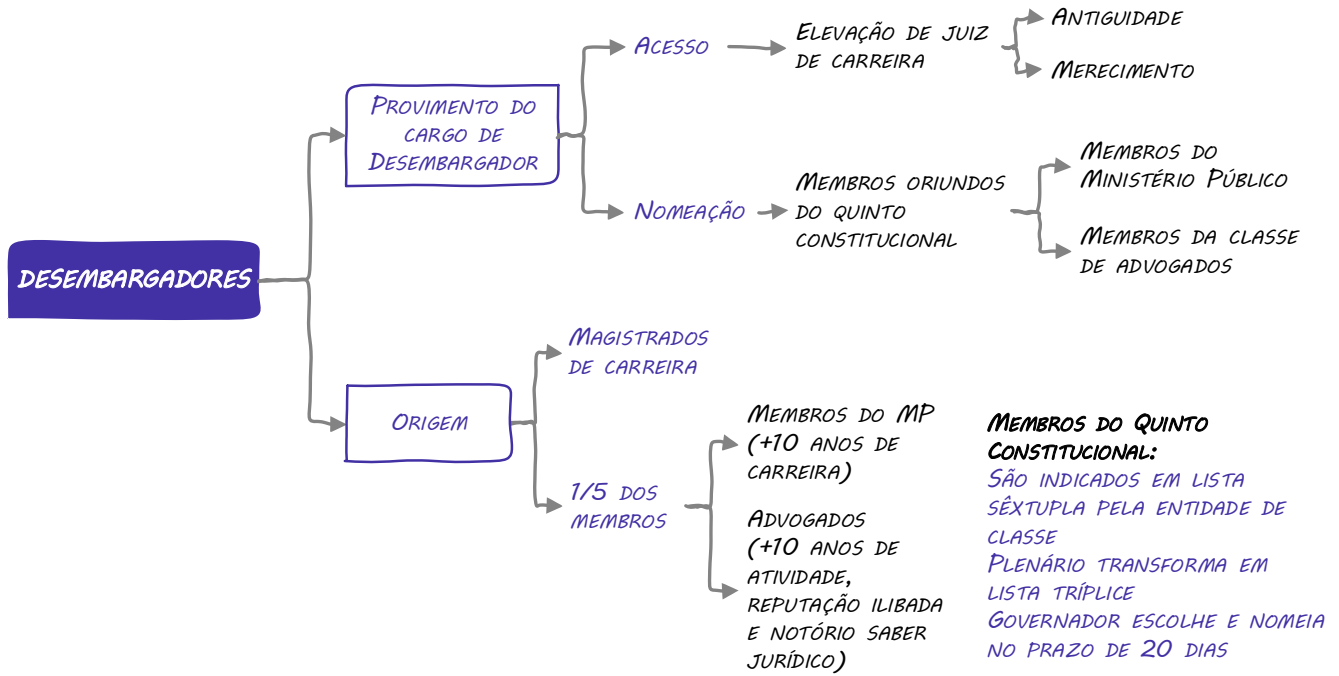 DESEMBARGADORES
PROVIMENTO DO
CARGO DE
DESEMBARGADOR
ACESSO
ELEVAÇÃO DE JUIZ
DE CARREIRA
ANTIGUIDADE
MERECIMENTO
NOMEAÇÃO
MEMBROS ORIUNDOS
DO QUINTO
CONSTITUCIONAL
MEMBROS DO
MINISTÉRIO PÚBLICO
MEMBROS DA CLASSE
DE ADVOGADOS
ORIGEM
MAGISTRADOS
DE CARREIRA
1/5 DOS
MEMBROS
MEMBROS DO MP
(+10 ANOS DE
CARREIRA)
ADVOGADOS
(+10 ANOS DE
ATIVIDADE,
REPUTAÇÃO ILIBADA
E NOTÓRIO SABER
JURÍDICO)
MEMBROS DO QUINTO
CONSTITUCIONAL:
SÃO INDICADOS EM LISTA
SÊXTUPLA PELA ENTIDADE DE
CLASSE
PLENÁRIO TRANSFORMA EM
LISTA TRÍPLICE
GOVERNADOR ESCOLHE E NOMEIA
NO PRAZO DE 20 DIAS